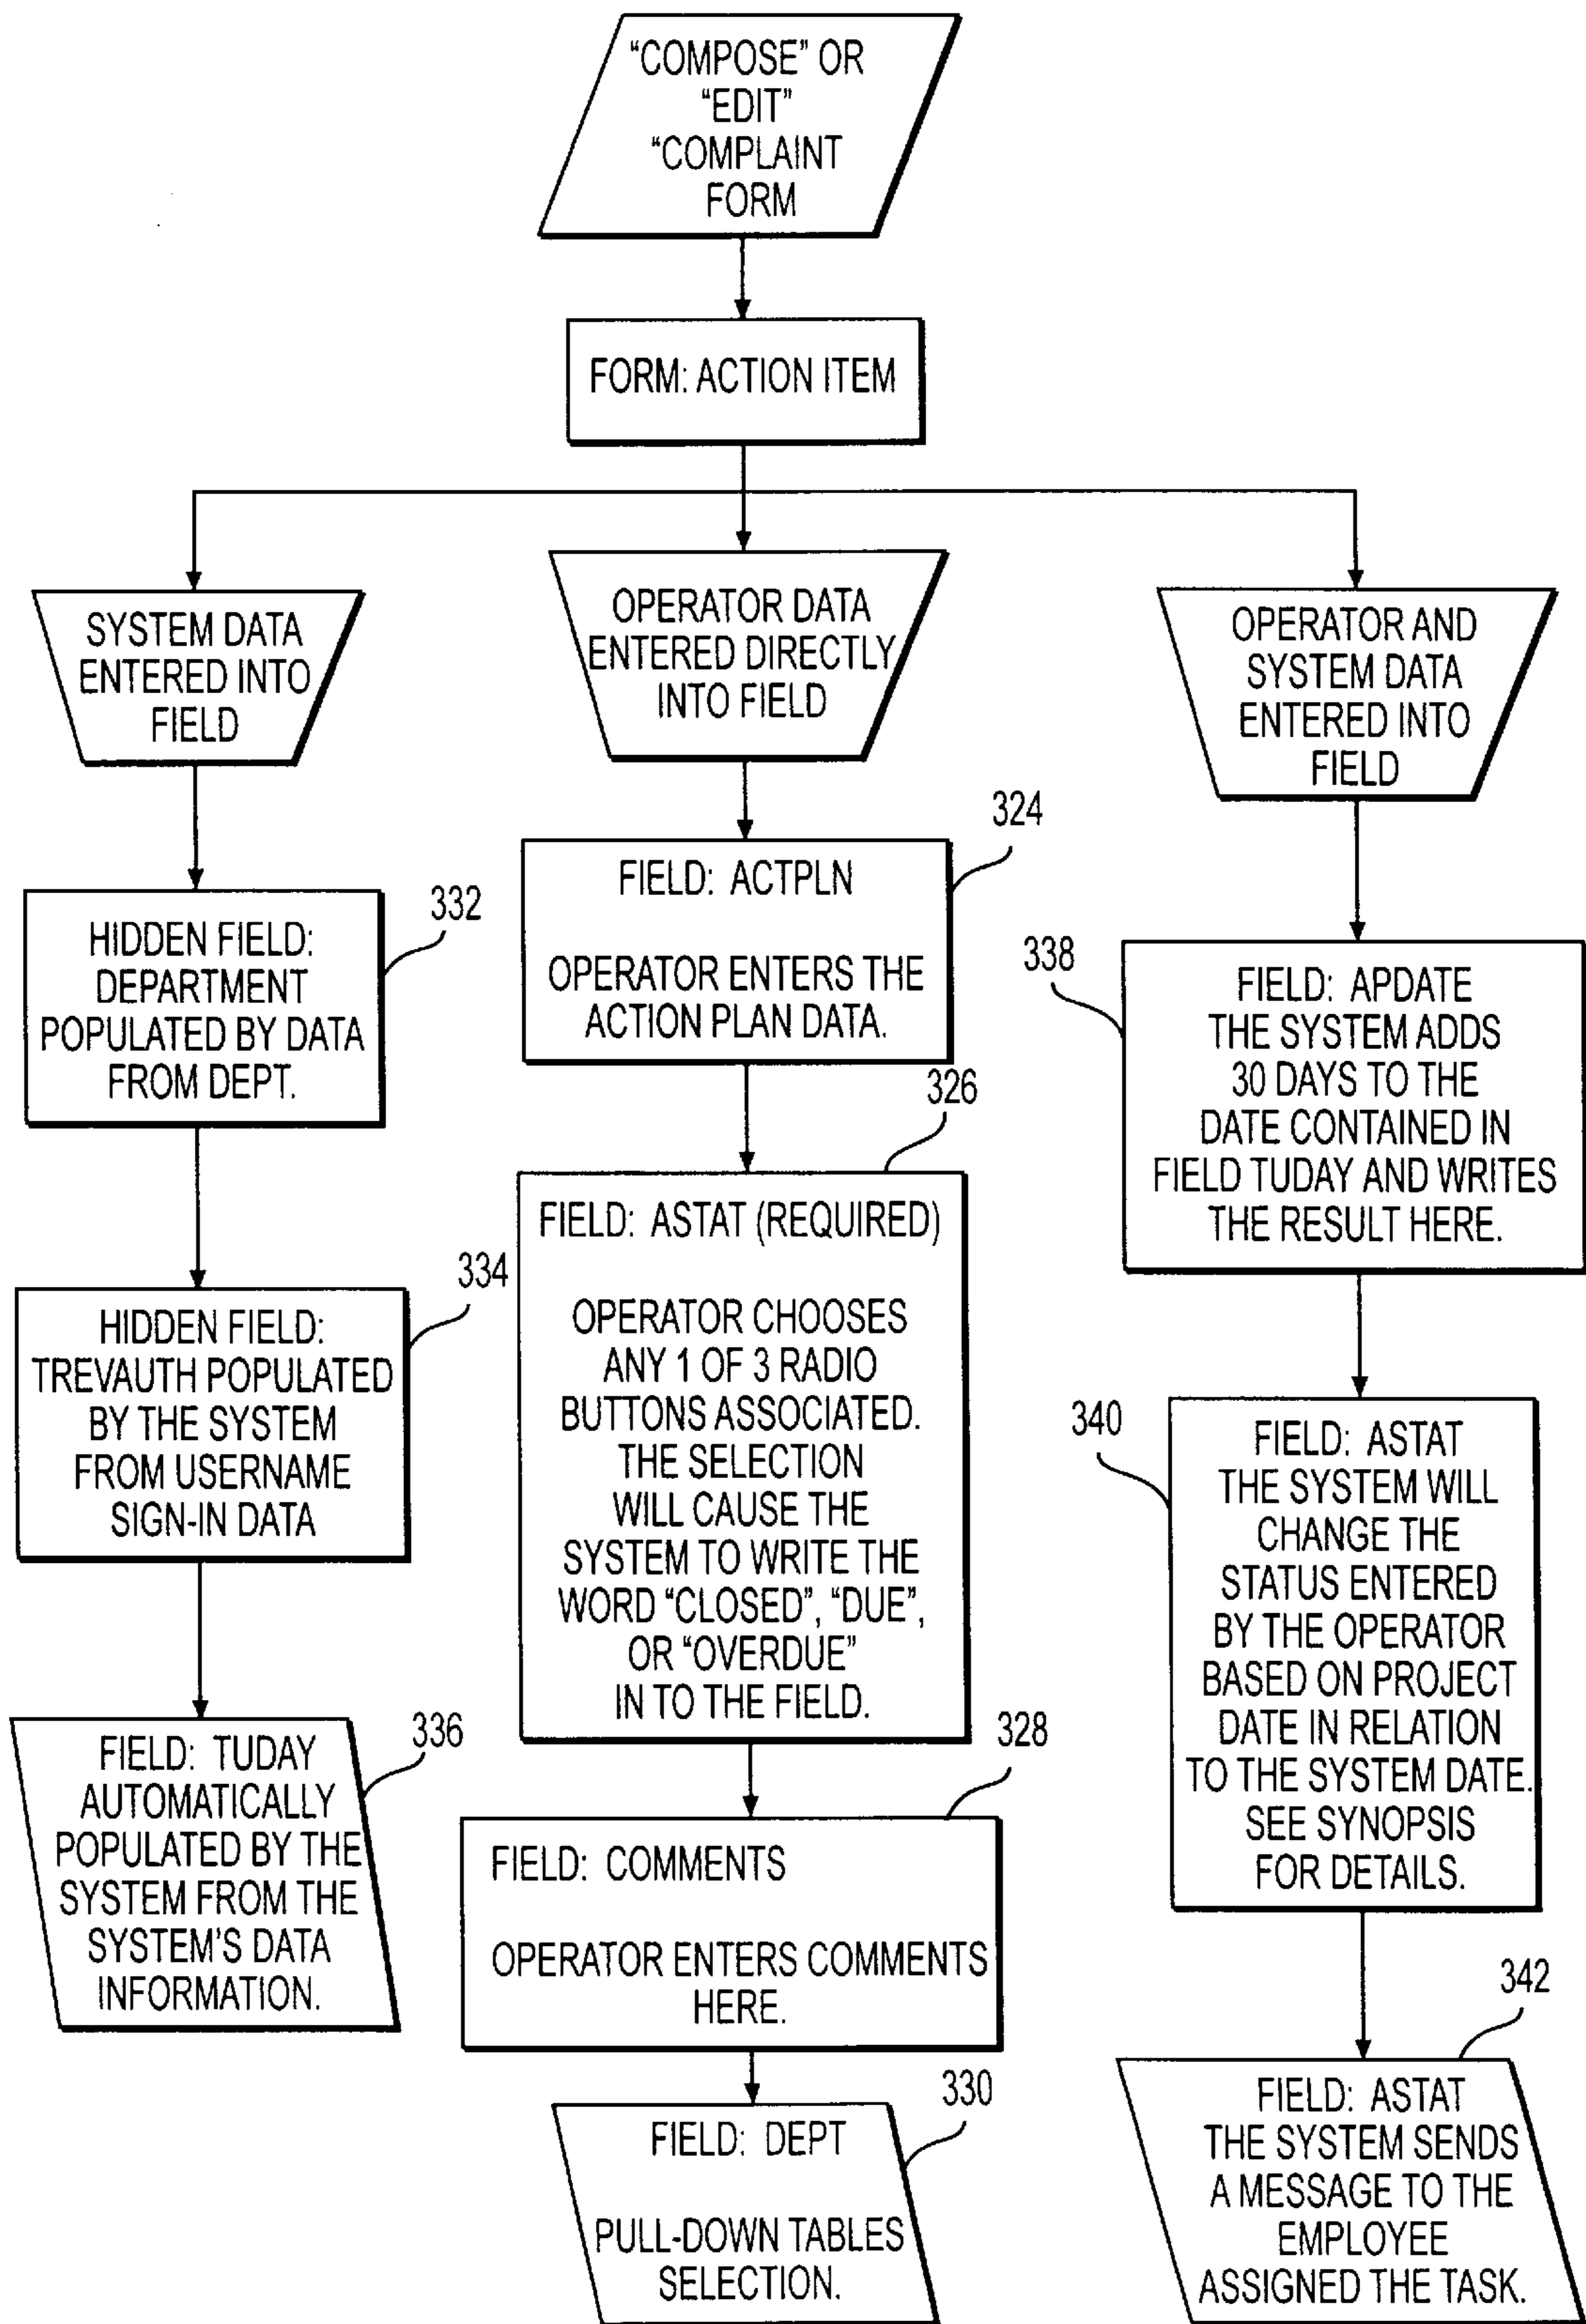 “COMPOSE” OR
“EDIT”
“COMPLAINT
FORM
FORM: ACTION ITEM
SYSTEM DATA
ENTERED INTO
FIELD
332
HIDDEN FIELD:
DEPARTMENT
POPULATED BY DATA
FROM DEPT.
334
HIDDEN FIELD:
TREVAUTH POPULATED
BY THE SYSTEM
FROM USERNAME
SIGN-IN DATA
336
FIELD: TUDAY
AUTOMATICALLY
POPULATED BY THE
SYSTEM FROM THE
SYSTEM’S DATA
INFORMATION.
OPERATOR DATA
ENTERED DIRECTLY
INTO FIELD
324
FIELD: ACTPLN
OPERATOR ENTERS THE
ACTION PLAN DATA.
326
FIELD: ASTAT (REQUIRED)
OPERATOR CHOOSES
ANY 1 OF 3 RADIO
BUTTONS ASSOCIATED.
THE SELECTION
WILL CAUSE THE
SYSTEM TO WRITE THE
WORD “CLOSED”, “DUE”,
OR “OVERDUE”
IN TO THE FIELD.
328
FIELD: COMMENTS
OPERATOR ENTERS COMMENTS
HERE.
330
FIELD: DEPT
PULL-DOWN TABLES
SELECTION.
OPERATOR AND
SYSTEM DATA
ENTERED INTO
FIELD
338
FIELD: APDATE
THE SYSTEM ADDS
30 DAYS TO THE
DATE CONTAINED IN
FIELD TUDAY AND WRITES
THE RESULT HERE.
340
FIELD: ASTAT
THE SYSTEM WILL
CHANGE THE
STATUS ENTERED
BY THE OPERATOR
BASED ON PROJECT
DATE IN RELATION
TO THE SYSTEM DATE.
SEE SYNOPSIS
FOR DETAILS.
342
FIELD: ASTAT
THE SYSTEM SENDS
A MESSAGE TO THE
EMPLOYEE
ASSIGNED THE TASK.